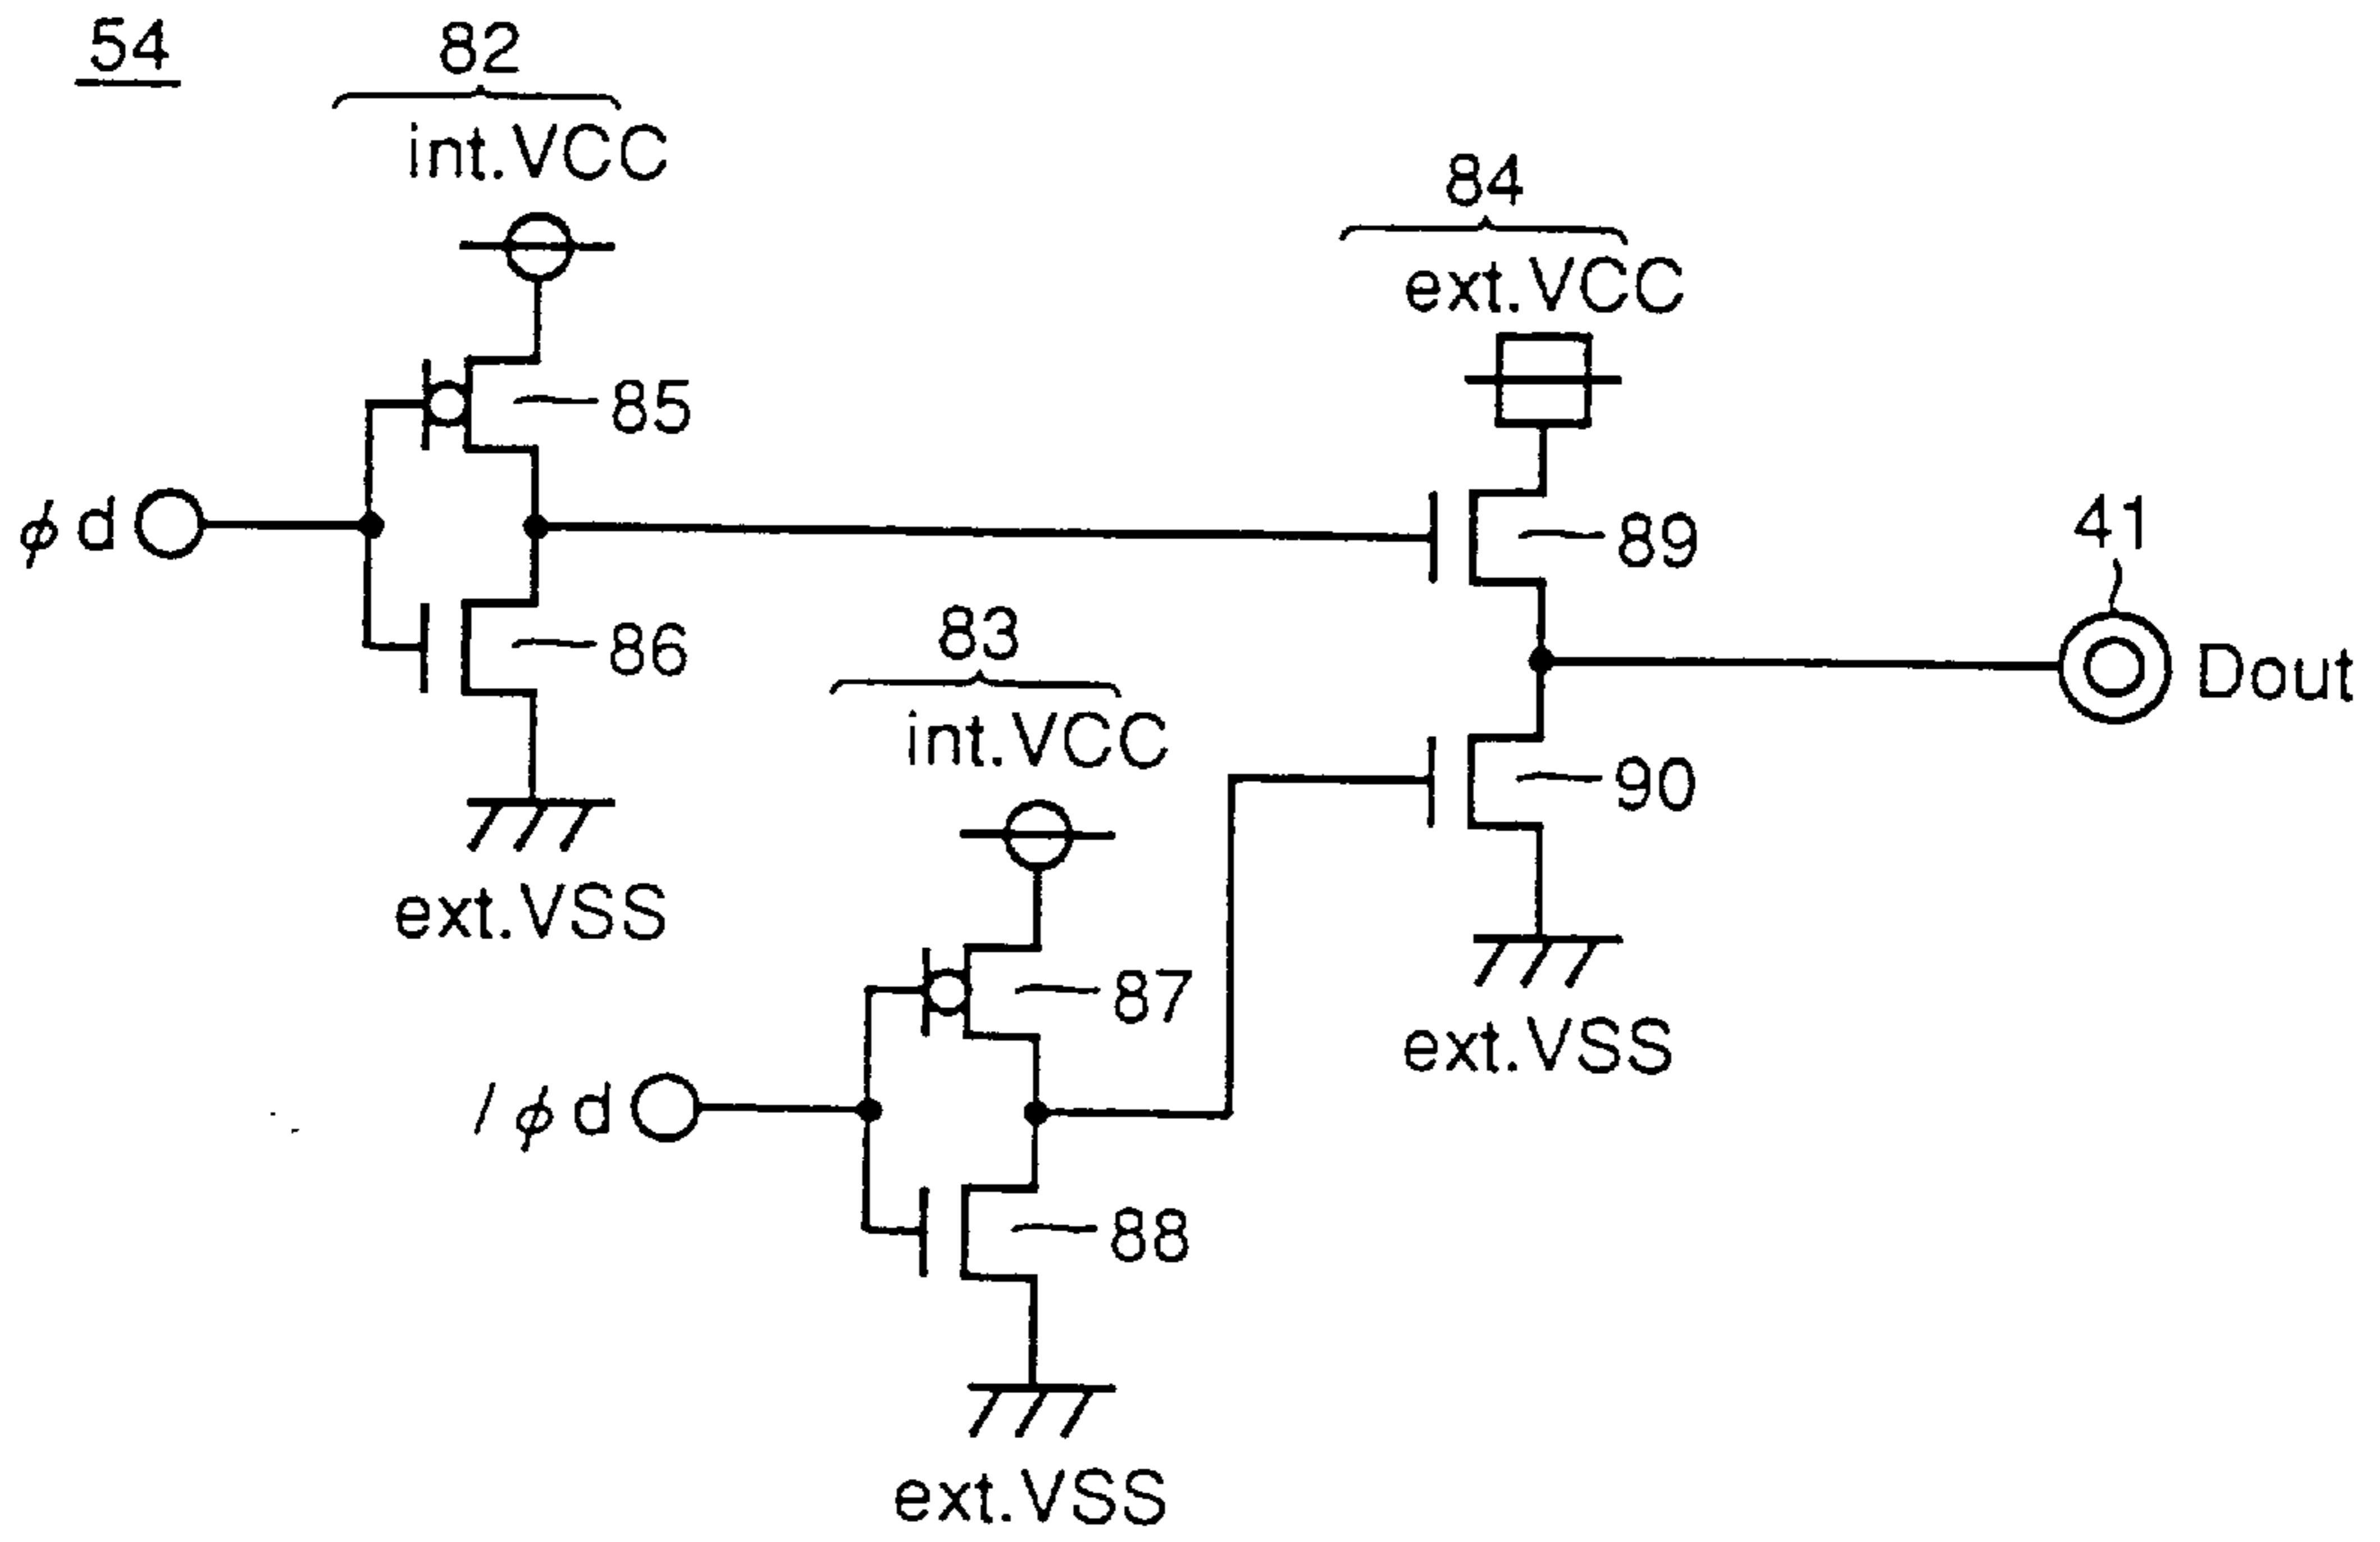 54
82
int.VCC
84
ext.VCC
85
φd
89
41
86
83
Dout
int.VCC
90
ext.VSS
87
ext.VSS
/φd
88
ext.VSS